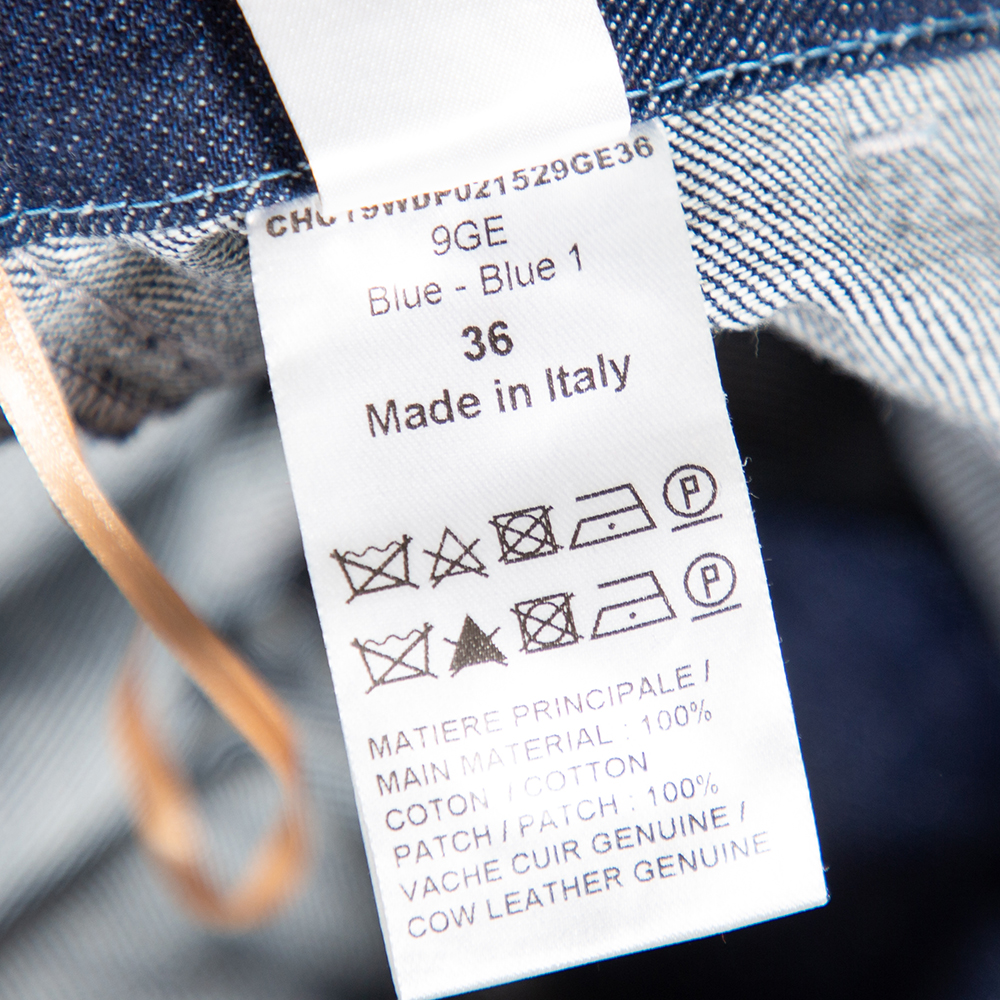 CHC19WDP021529GE36
9GE
Blue - Blue 1
36
Made in Italy
P
P
MATIERE PRINCIPALE /
MAIN MATERIAL : 100%
COTON / COTTON
PATCH / PATCH : 100%
VACHE CUIR GENUINE /
COW LEATHER GENUINE